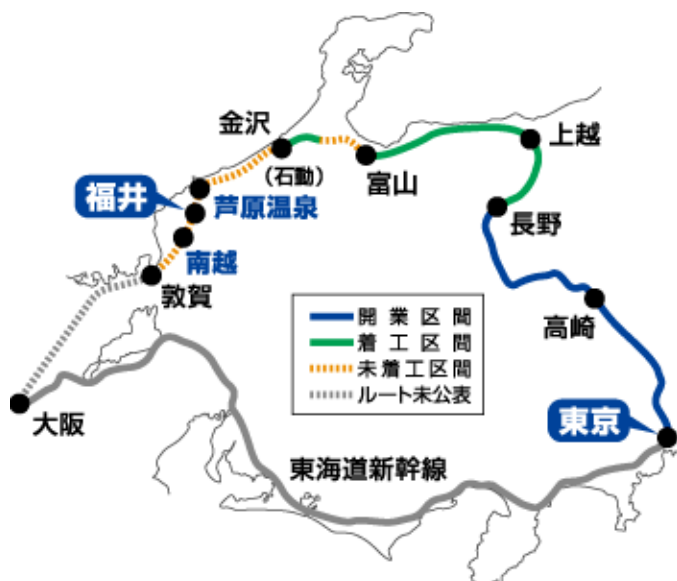 金沢
上越
(石動)
富山
福井
芦原温泉
長野
南越
敦賀
開業区間
着工区間
未着工区間
ルート未公表
高崎
大阪
東京
東海道新幹線